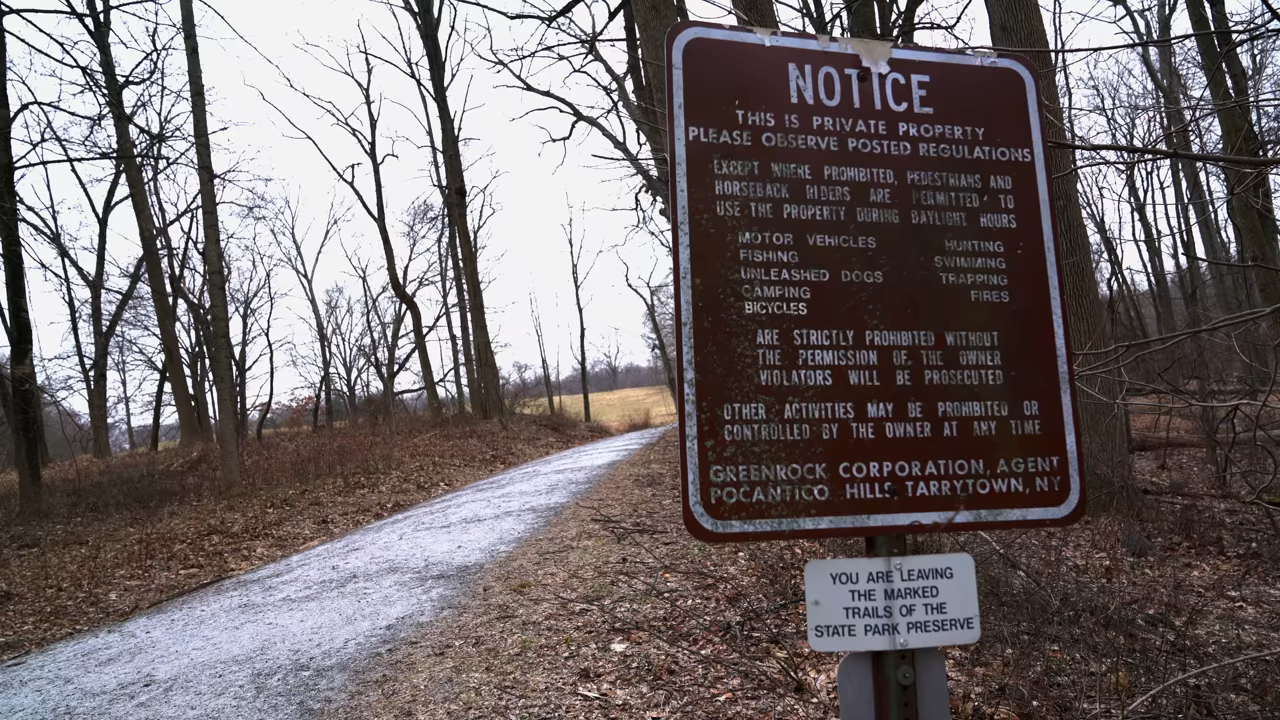 NOTICE
THIS IS PRIVATE PROPERTY
PLEASE OBSERVE POSTED REGULATIONS
EXCEPT WHERE PROHIBITED, PEDESTRIANS AND
HORSEBACK RIDERS ARE PERMITTED TO
USE THE PROPERTY DURING DAYLIGHT HOURS
MOTOR VEHICLES HUNTING
FISHING SWIMMING
UNLEASHED DOGS TRAPPING
CAMPING FIRES
BICYCLES
ARE STRICTLY PROHIBITED WITHOUT
THE PERMISSION OF THE OWNER
VIOLATORS WILL BE PROSECUTED
OTHER ACTIVITIES MAY BE PROHIBITED OR
CONTROLLED BY THE OWNER AT ANY TIME
GREENROCK CORPORATION, AGENT
POCANTICO HILLS TARRYTOWN, NY
YOU ARE LEAVING
THE MARKED
TRAILS OF THE
STATE PARK PRESERVE